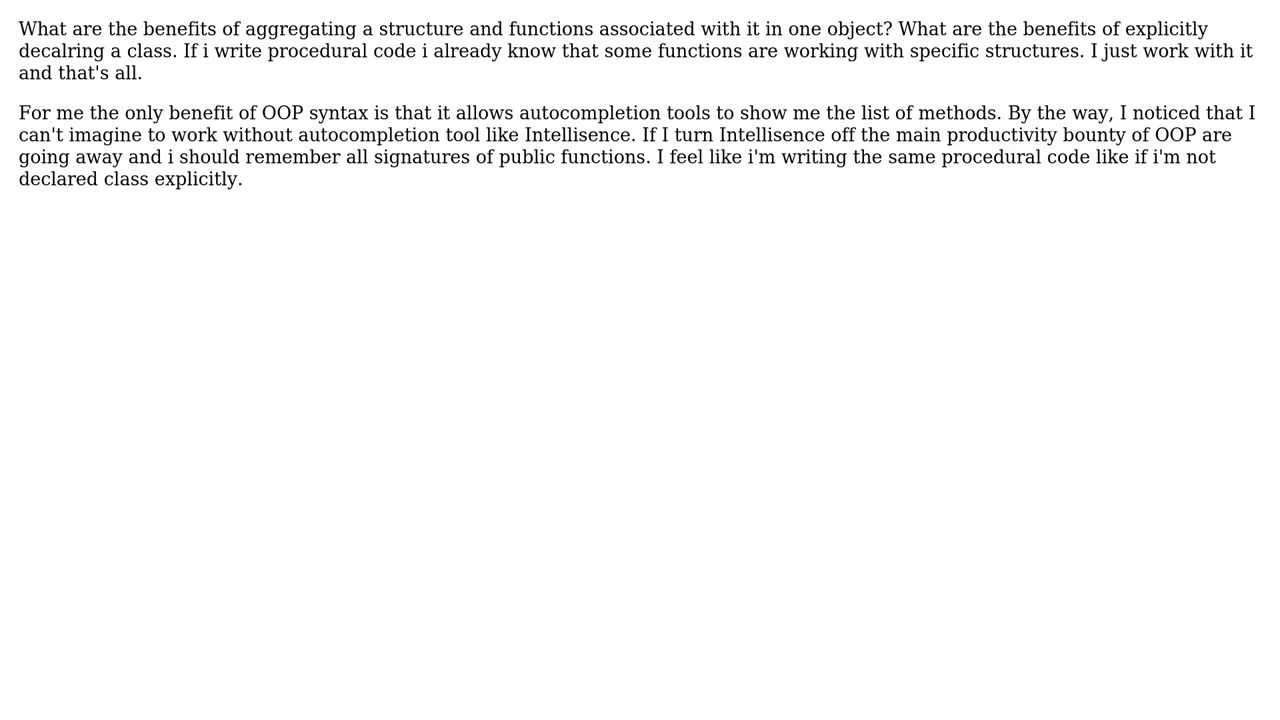 What are the benefits of aggregating a structure and functions associated with it in one object? What are the benefits of explicitly
decalring a class. If i write procedural code i already know that some functions are working with specific structures. I just work with it
and that's all.
For me the only benefit of OOP syntax is that it allows autocompletion tools to show me the list of methods. By the way, I noticed that I
can't imagine to work without autocompletion tool like Intellisence. If I turn Intellisence off the main productivity bounty of OOP are
going away and i should remember all signatures of public functions. I feel like i'm writing the same procedural code like if i'm not
declared class explicitly.